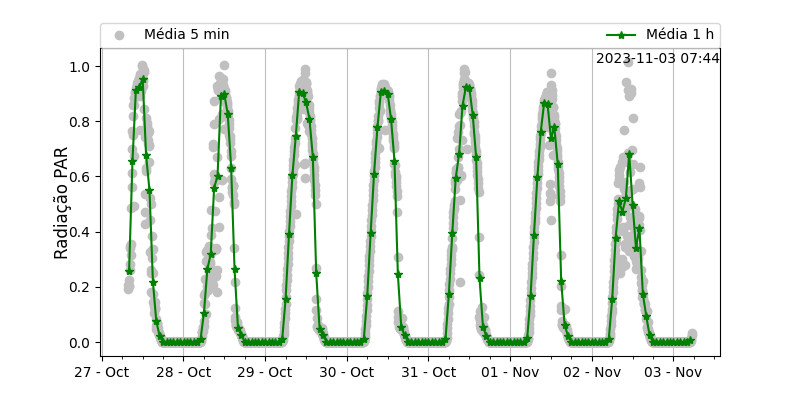 Média 5 min Média 1 h
2023-11-03 07:44
Radiação PAR
1.0
0.8
0.6
0.4
0.2
0.0
27 - Oct 28 - Oct 29 - Oct 30 - Oct 31 - Oct 01 - Nov 02 - Nov 03 - Nov